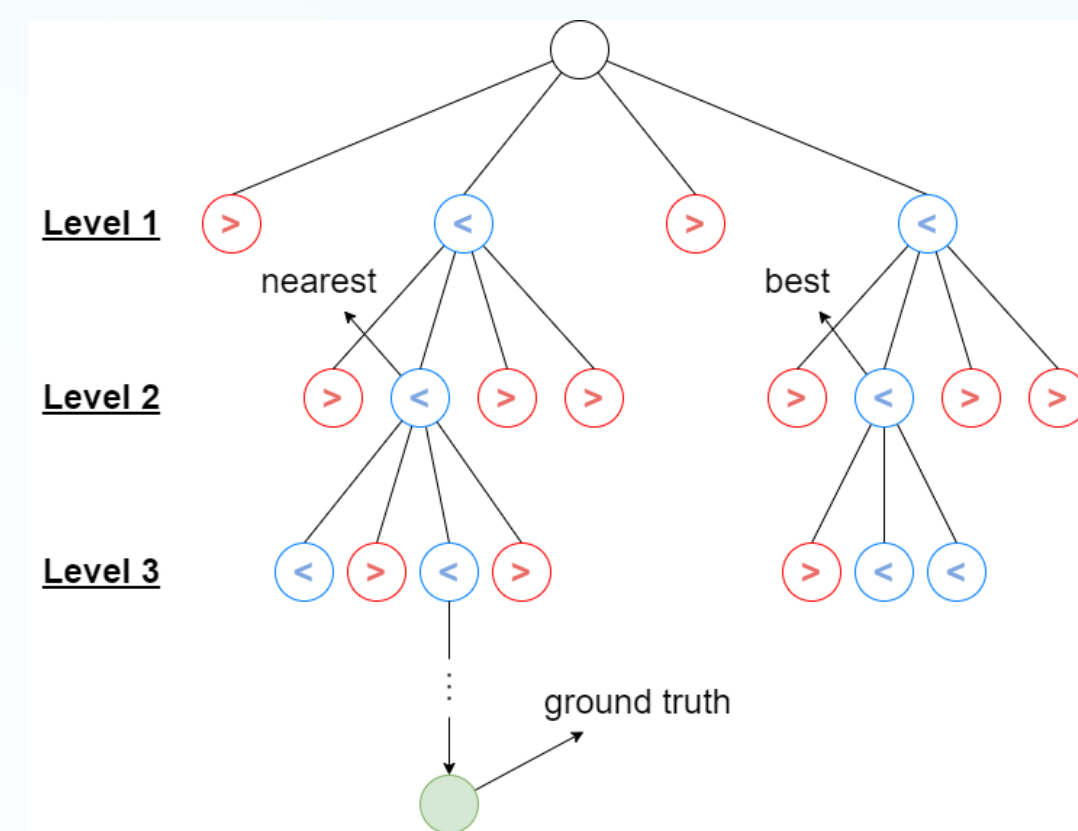 Level 1 > < > <
nearest best
Level 2 > < > > > < > >
Level 3 < > < > > < <
⋮
ground truth